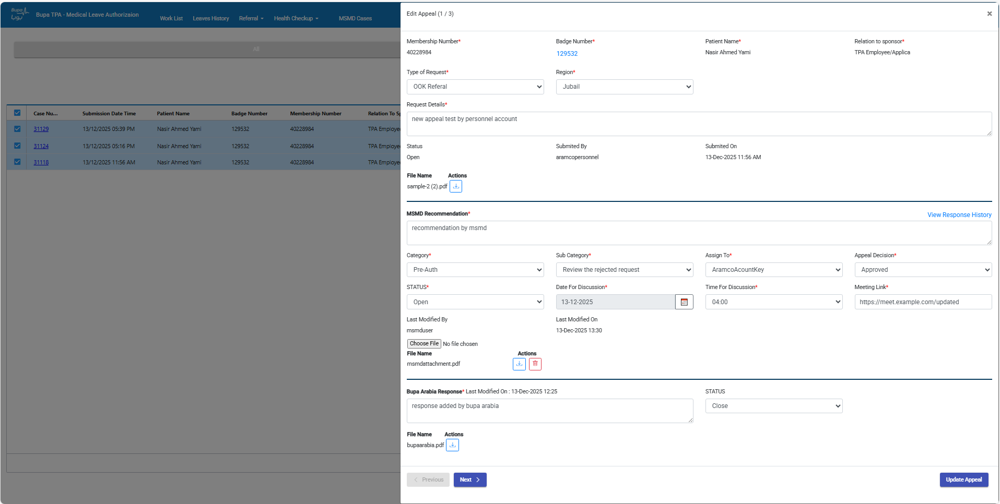 Bupa
بوبا
Bupa TPA - Medical Leave Authorizaion
Work List
Leaves History
Referral
Health Checkup
MSMD Cases
All
Case Nu...
Submission Date Time
Patient Name
Badge Number
Membership Number
Relation To Sp
31129
13/12/2025 05:39 PM
Nasir Ahmed Yami
129532
40228984
TPA Employe
31124
13/12/2025 05:16 PM
Nasir Ahmed Yami
129532
40228984
TPA Employe
31118
13/12/2025 11:56 AM
Nasir Ahmed Yami
129532
40228984
TPA Employe
Edit Appeal (1 / 3)
×
Membership Number*
Badge Number*
Patient Name*
Relation to sponsor*
40228984
129532
Nasir Ahmed Yami
TPA Employee/Applica
Type of Request*
Region*
OOK Referal
Jubail
Request Details*
new appeal test by personnel account
Status
Submited By
Submited On
Open
aramcopersonnel
13-Dec-2025 11:56 AM
File Name
Actions
sample-2 (2).pdf
MSMD Recommendation*
View Response History
recommendation by msmd
Category*
Sub Category*
Assign To*
Appeal Decision*
Pre-Auth
Review the rejected request
AramcoAcountKey
Approved
STATUS*
Date For Discussion*
Time For Discussion*
Meeting Link*
Open
13-12-2025
04:00
https://meet.example.com/updated
Last Modified By
Last Modified On
msmduser
13-Dec-2025 13:30
Choose File No file chosen
File Name
Actions
msmdattachment.pdf
Bupa Arabia Response* Last Modified On : 13-Dec-2025 12:25
STATUS
response added by bupa arabia
Close
File Name
Actions
bupaarabia.pdf
Previous
Next
Update Appeal